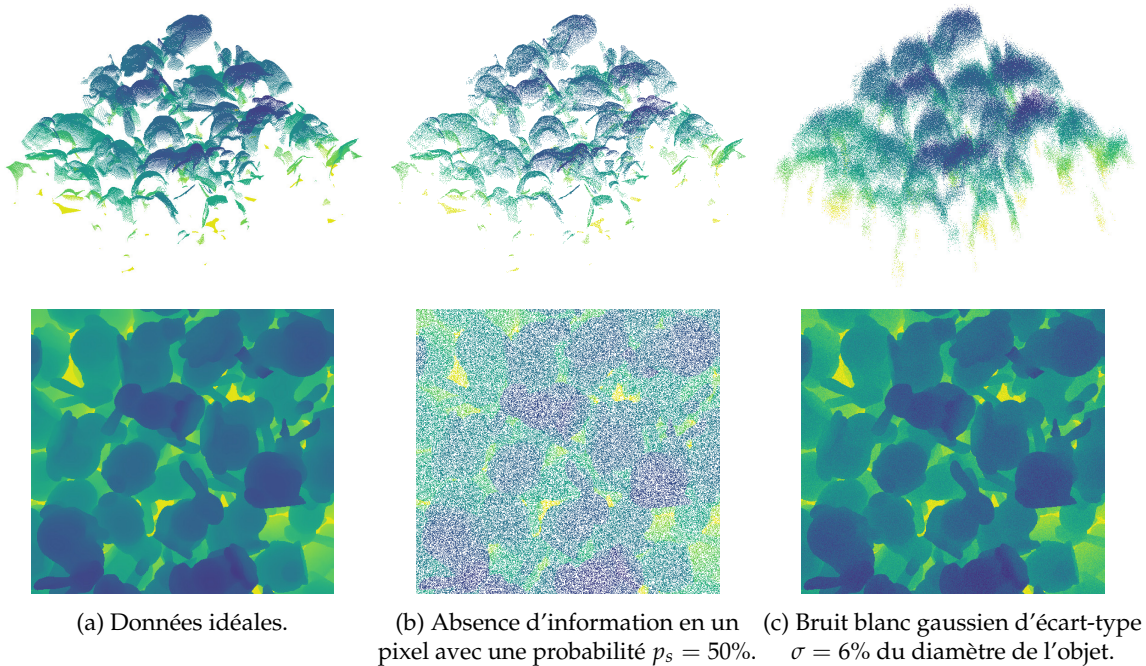 (a) Données idéales.
(b) Absence d'information en un
pixel avec une probabilité pₛ = 50%.
(c) Bruit blanc gaussien d'écart-type
σ = 6% du diamètre de l'objet.